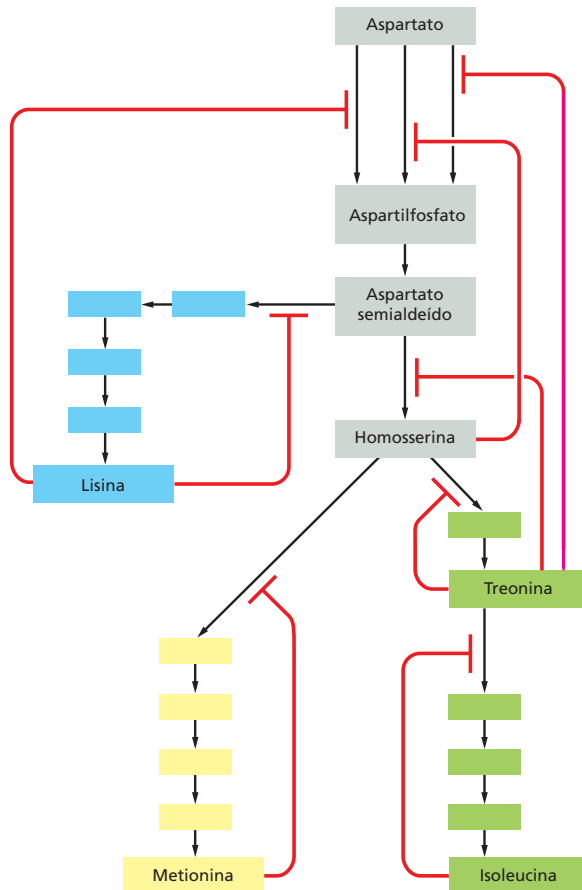 Aspartato
Aspartilfosfato
Aspartato
semialdeído
Homosserina
Lisina
Treonina
Metionina
Isoleucina